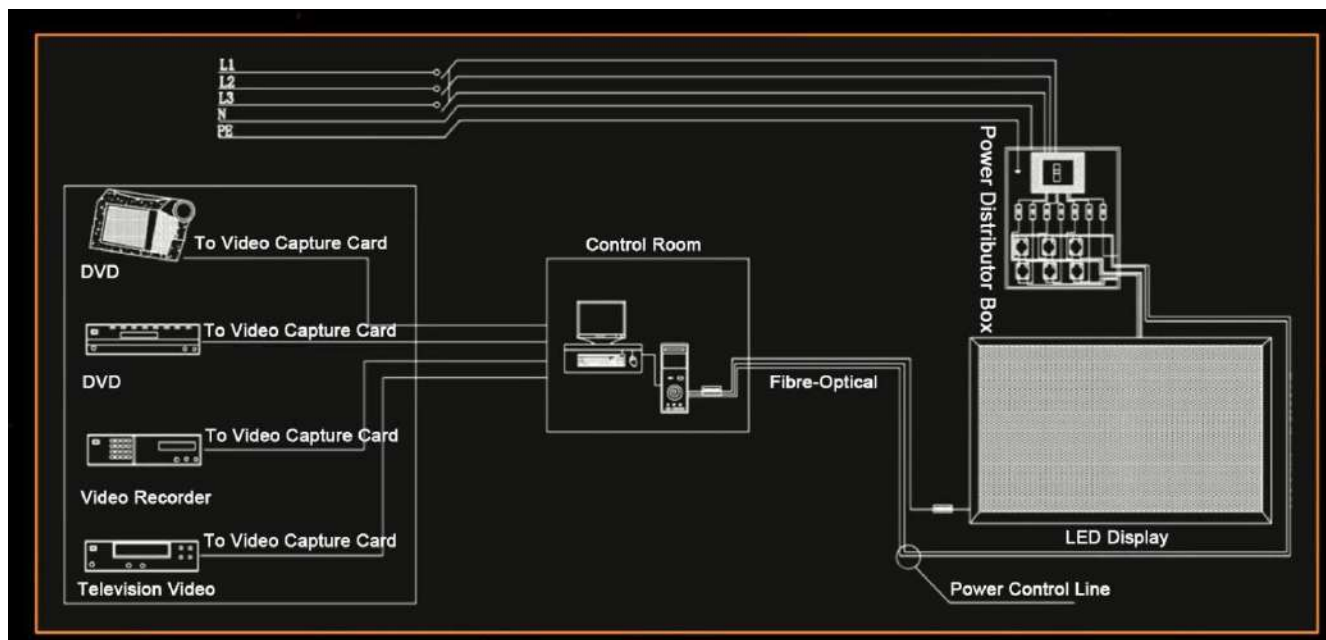 L1
L2
L3
N
PE
Power Distributor Box
To Video Capture Card
DVD
Control Room
To Video Capture Card
DVD
Fibre-Optical
To Video Capture Card
Video Recorder
To Video Capture Card
LED Display
Television Video
Power Control Line